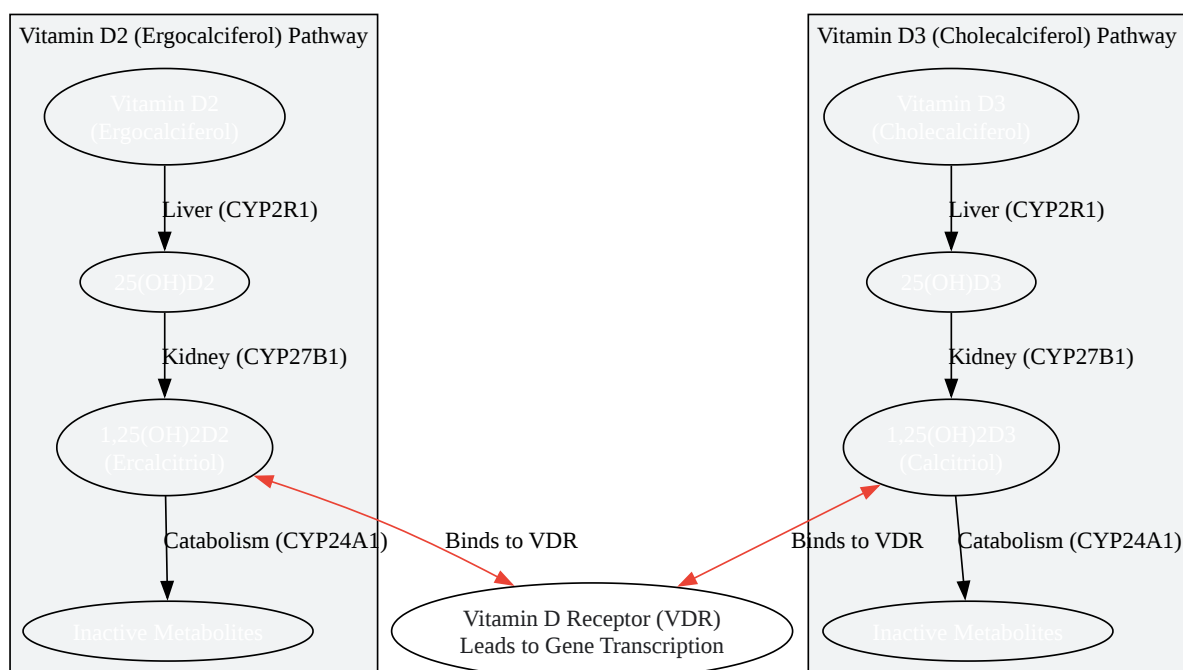 Vitamin D2 (Ergocalciferol) Pathway
Vitamin D2
(Ergocalciferol)
Liver (CYP2R1)
25(OH)D2
Kidney (CYP27B1)
1,25(OH)2D2
(Ercalcitriol)
Catabolism (CYP24A1)
Inactive Metabolites
Binds to VDR
Vitamin D Receptor (VDR)
Leads to Gene Transcription
Vitamin D3 (Cholecalciferol) Pathway
Vitamin D3
(Cholecalciferol)
Liver (CYP2R1)
25(OH)D3
Kidney (CYP27B1)
1,25(OH)2D3
(Calcitriol)
Binds to VDR
Catabolism (CYP24A1)
Inactive Metabolites